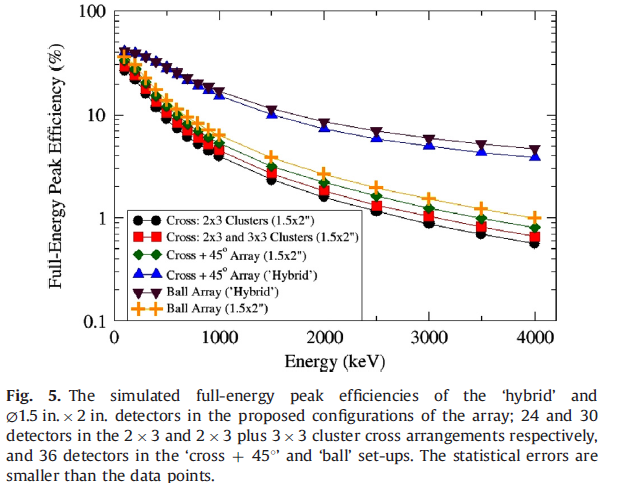 100
10
1
0.1
Full-Energy Peak Efficiency (%)
Cross: 2x3 Clusters (1.5x2")
Cross: 2x3 and 3x3 Clusters (1.5x2")
Cross + 45° Array (1.5x2")
Cross + 45° Array ('Hybrid')
Ball Array ('Hybrid')
Ball Array (1.5x2")
0 1000 2000 3000 4000
Energy (keV)
Fig. 5. The simulated full-energy peak efficiencies of the ‘hybrid’ and
∅1.5 in. × 2 in. detectors in the proposed configurations of the array; 24 and 30
detectors in the 2 × 3 and 2 × 3 plus 3 × 3 cluster cross arrangements respectively,
and 36 detectors in the ‘cross + 45°’ and ‘ball’ set-ups. The statistical errors are
smaller than the data points.